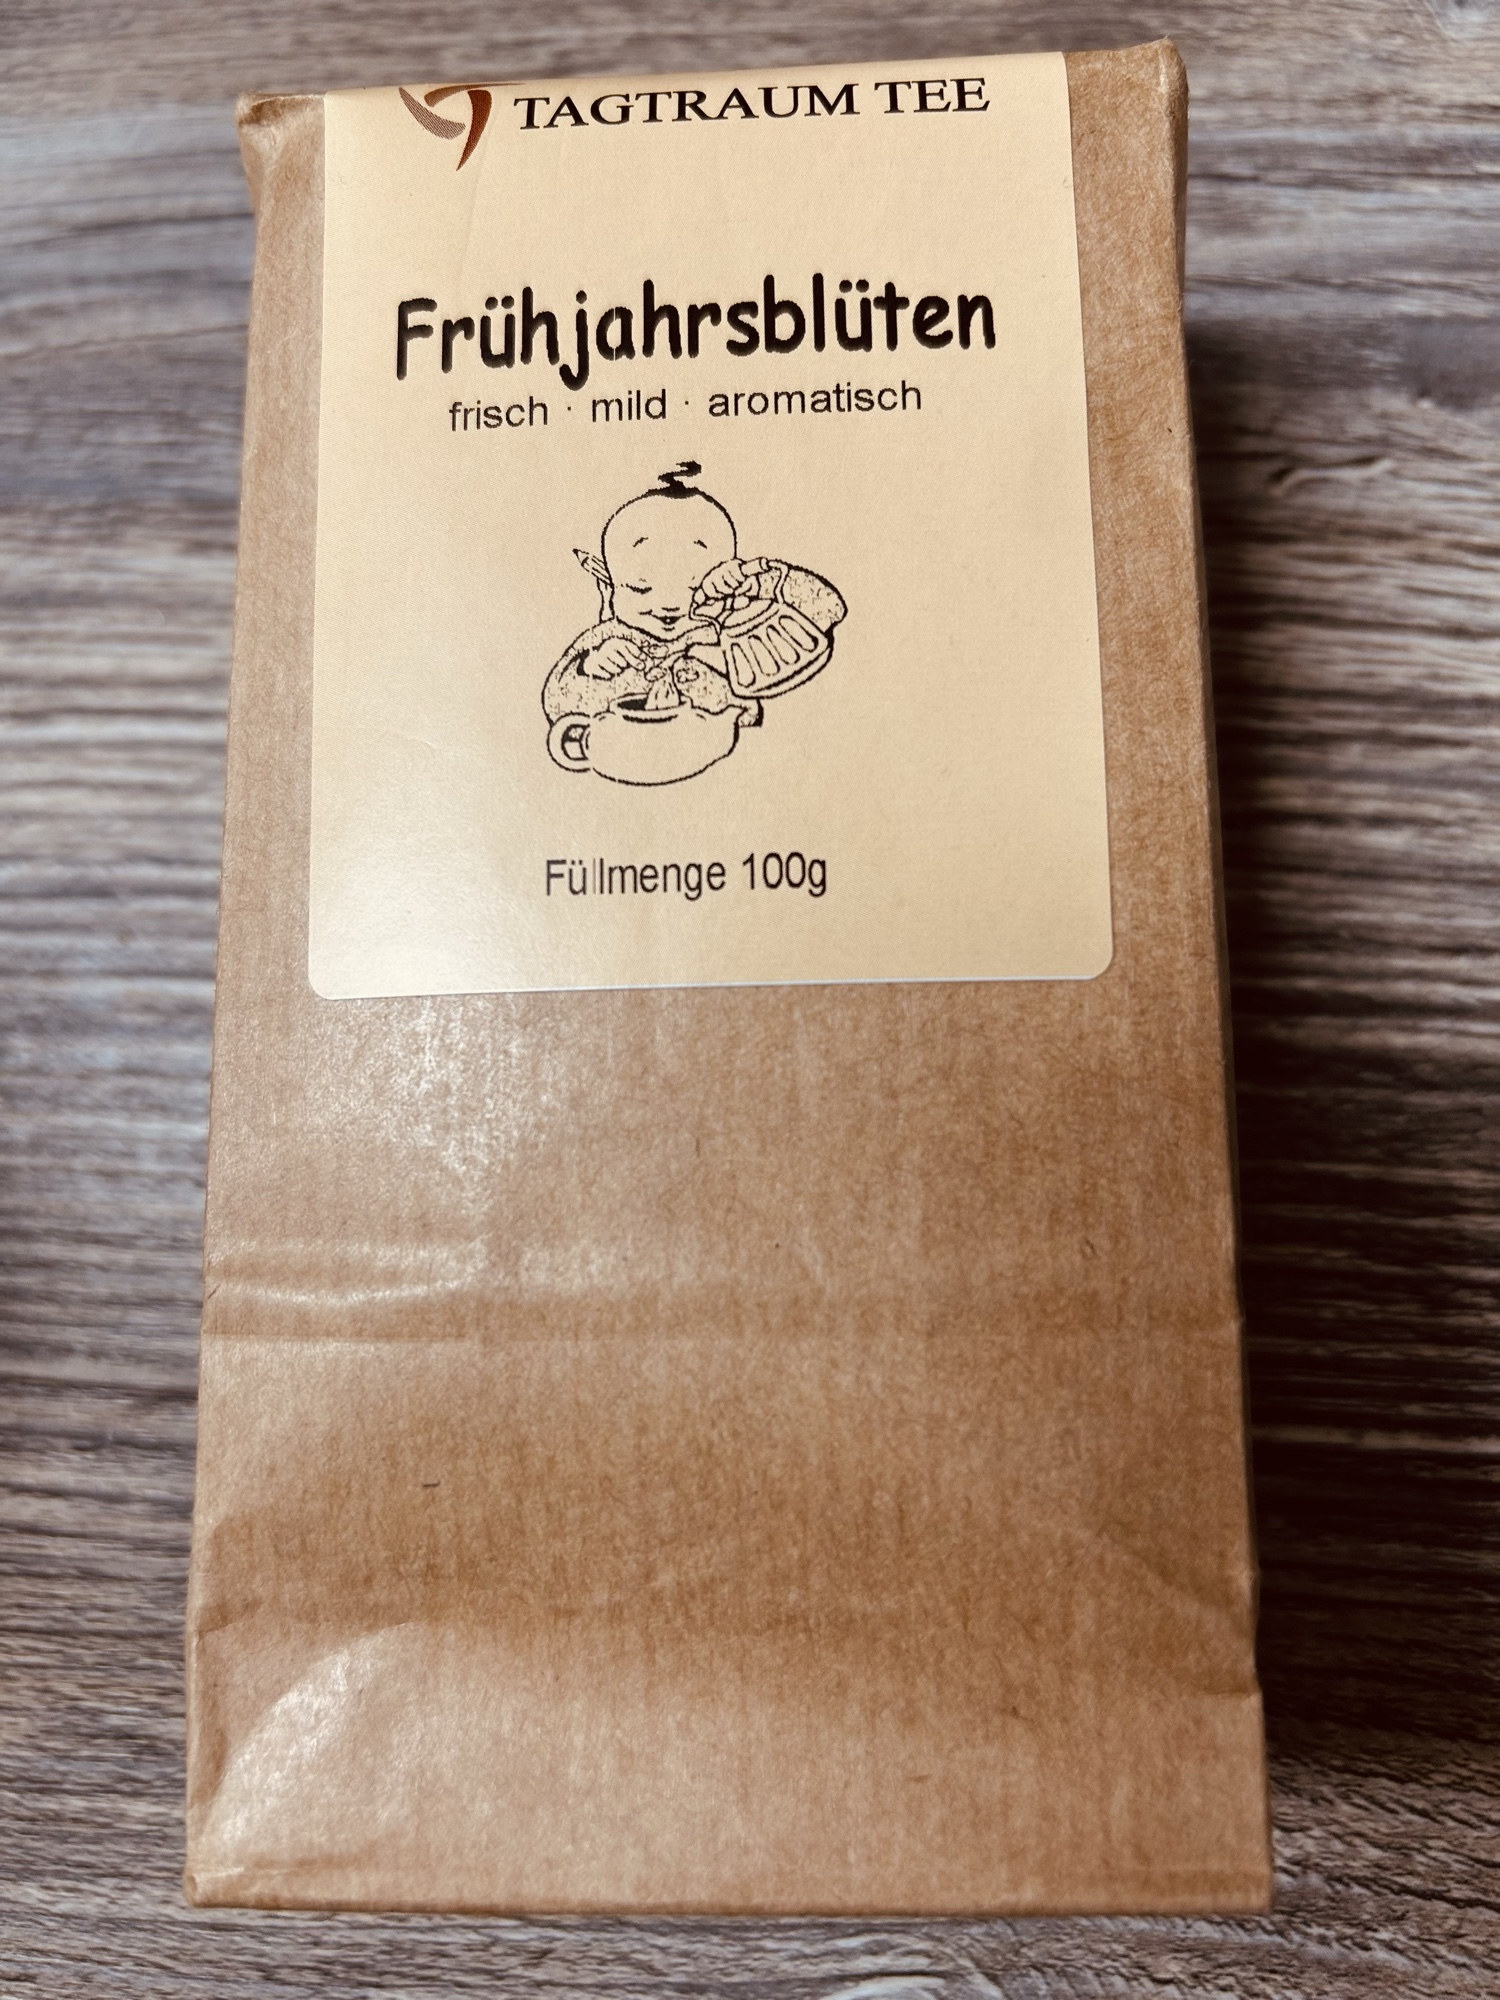 TAGTRAUM TEE
Frühjahrsblüten
frisch · mild · aromatisch
Füllmenge 100g